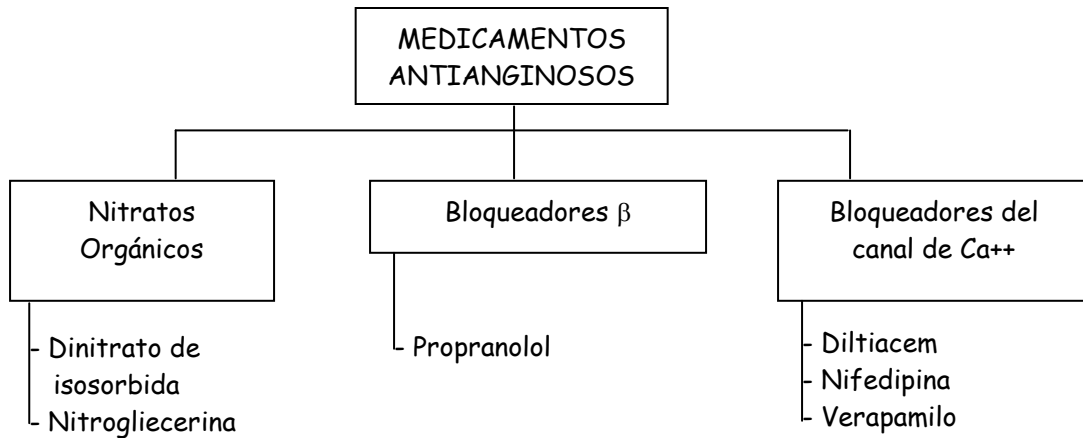 MEDICAMENTOS
ANTIANGINOSOS
Nitratos
Orgánicos
- Dinitrato de
isosorbida
- Nitrogliecerina
Bloqueadores β
- Propranolol
Bloqueadores del
canal de Ca++
- Diltiacem
- Nifedipina
- Verapamilo